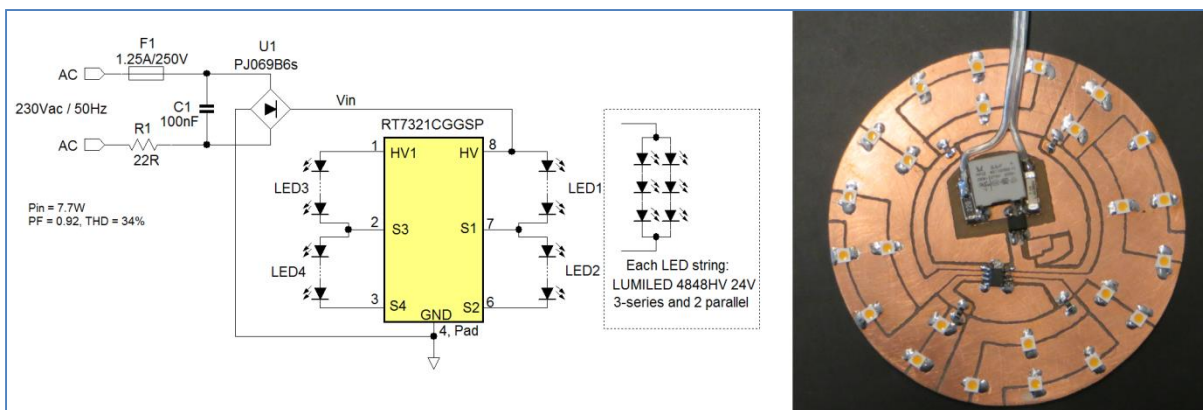 F1
1.25A/250V
U1
PJ069B6s
AC
230Vac / 50Hz
C1
100nF
Vin
R1
AC
22R
Pin = 7.7W
PF = 0.92, THD = 34%
RT7321CGGSP
1
HV1
HV
8
LED3
LED1
2
S3
S1
7
LED4
LED2
3
S4
S2
6
GND
4, Pad
Each LED string:
LUMILED 4848HV 24V
3-series and 2 parallel